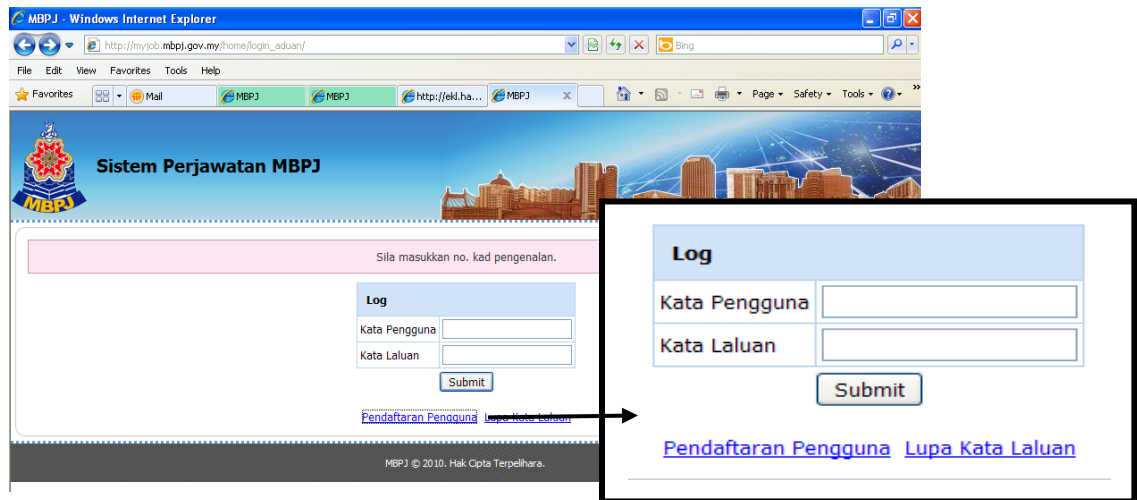 MBPJ - Windows Internet Explorer
http://myjob.mbpj.gov.my/home/login_aduan/
Bing
File Edit View Favorites Tools Help
Favorites Mail MBPJ MBPJ http://ekl.ha... MBPJ x Page Safety Tools »
MBPJ
Sistem Perjawatan MBPJ
Sila masukkan no. kad pengenalan.
Log
Kata Pengguna
Kata Laluan
Submit
Pendaftaran Pengguna Lupa Kata Laluan
MBPJ © 2010. Hak Cipta Terpelihara.
Log
Kata Pengguna
Kata Laluan
Submit
Pendaftaran Pengguna Lupa Kata Laluan